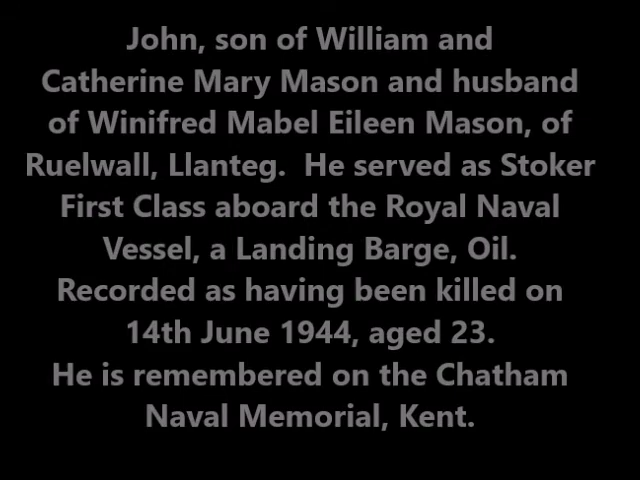 John, son of William and
Catherine Mary Mason and husband
of Winifred Mabel Eileen Mason, of
Ruelwall, Llanteg.  He served as Stoker
First Class aboard the Royal Naval
Vessel, a Landing Barge, Oil.
Recorded as having been killed on
14th June 1944, aged 23.
He is remembered on the Chatham
Naval Memorial, Kent.